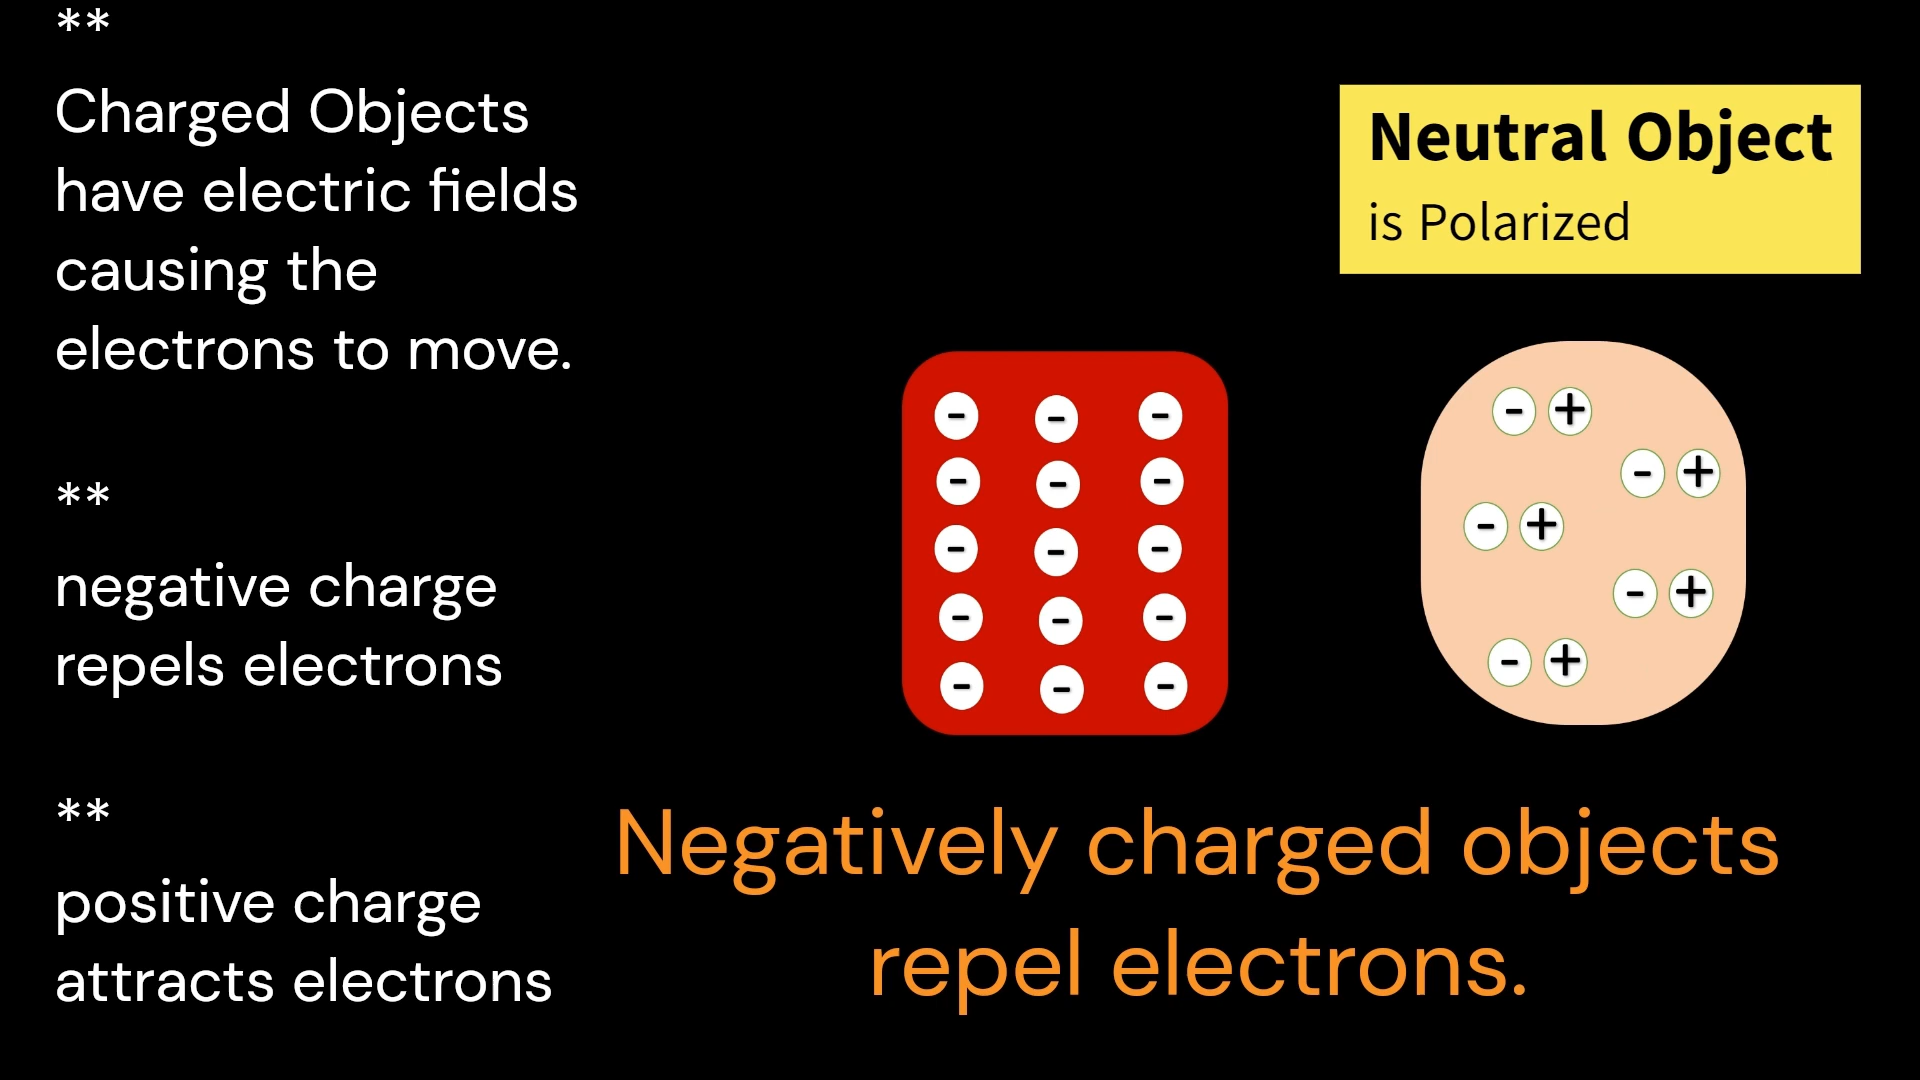 **
Charged Objects
have electric fields
causing the
electrons to move.
**
negative charge
repels electrons
**
positive charge
attracts electrons
Neutral Object
is Polarized
- - -
- - -
- - -
- - -
- - -
- +
- +
- +
- +
- +
Negatively charged objects
repel electrons.